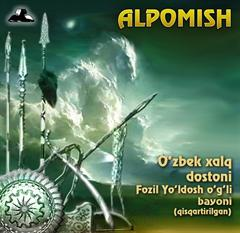 ALPOMISH
O'zbek xalq
dostoni
Fozil Yo'ldosh o'g'li
bayoni
(qisqartirilgan)